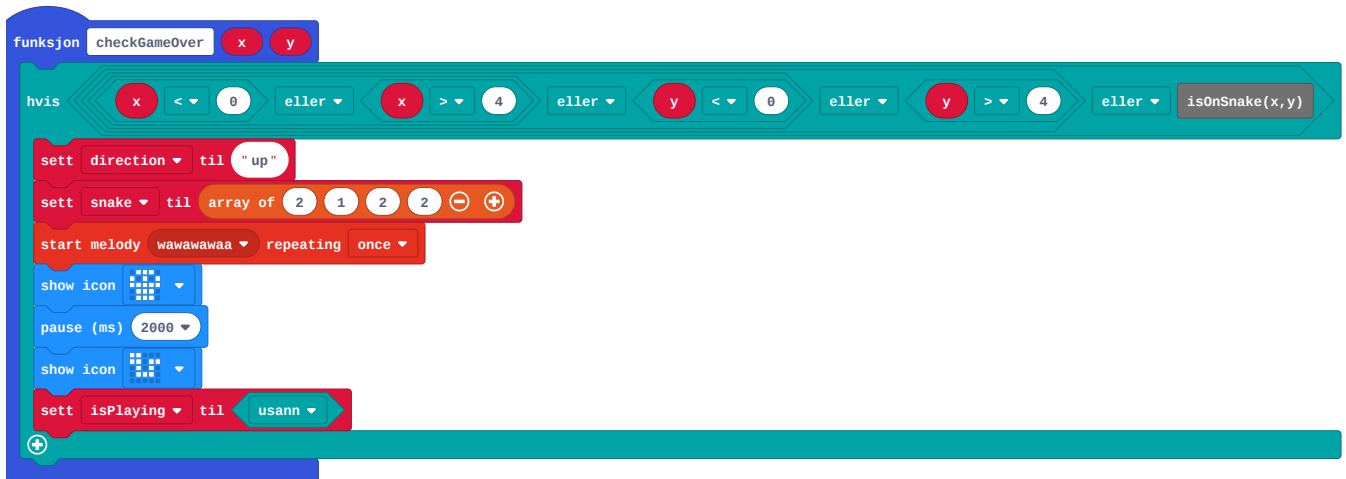 funksjon checkGameOver x y
hvis x < 0 eller x > 4 eller y < 0 eller y > 4 eller isOnSnake(x,y)
sett direction til "up"
sett snake til array of 2 1 2 2
start melody wawawawaa repeating once
show icon
pause (ms) 2000
show icon
sett isPlaying til usann